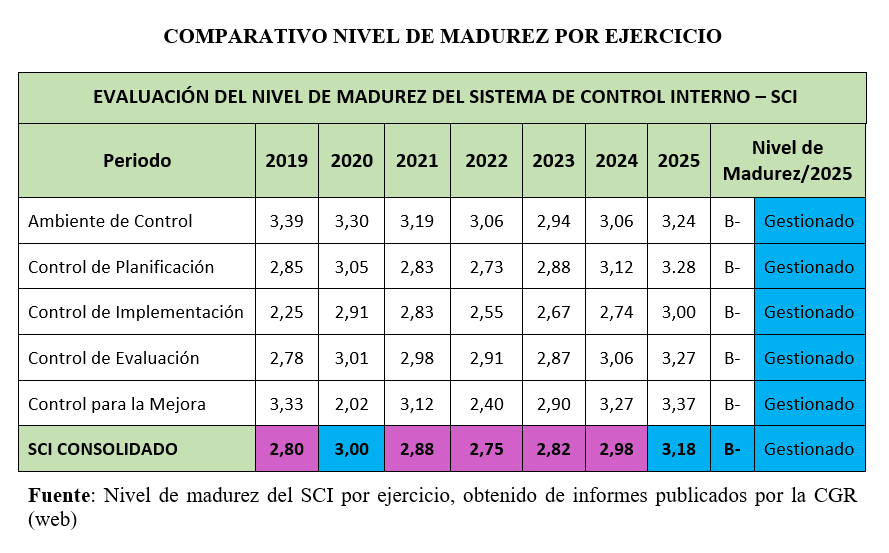 COMPARATIVO NIVEL DE MADUREZ POR EJERCICIO
EVALUACIÓN DEL NIVEL DE MADUREZ DEL SISTEMA DE CONTROL INTERNO – SCI
Periodo 2019 2020 2021 2022 2023 2024 2025 Nivel de
Madurez/2025
Ambiente de Control 3,39 3,30 3,19 3,06 2,94 3,06 3,24 B- Gestionado
Control de Planificación 2,85 3,05 2,83 2,73 2,88 3,12 3.28 B- Gestionado
Control de Implementación 2,25 2,91 2,83 2,55 2,67 2,74 3,00 B- Gestionado
Control de Evaluación 2,78 3,01 2,98 2,91 2,87 3,06 3,27 B- Gestionado
Control para la Mejora 3,33 2,02 3,12 2,40 2,90 3,27 3,37 B- Gestionado
SCI CONSOLIDADO 2,80 3,00 2,88 2,75 2,82 2,98 3,18 B- Gestionado
Fuente: Nivel de madurez del SCI por ejercicio, obtenido de informes publicados por la CGR
(web)